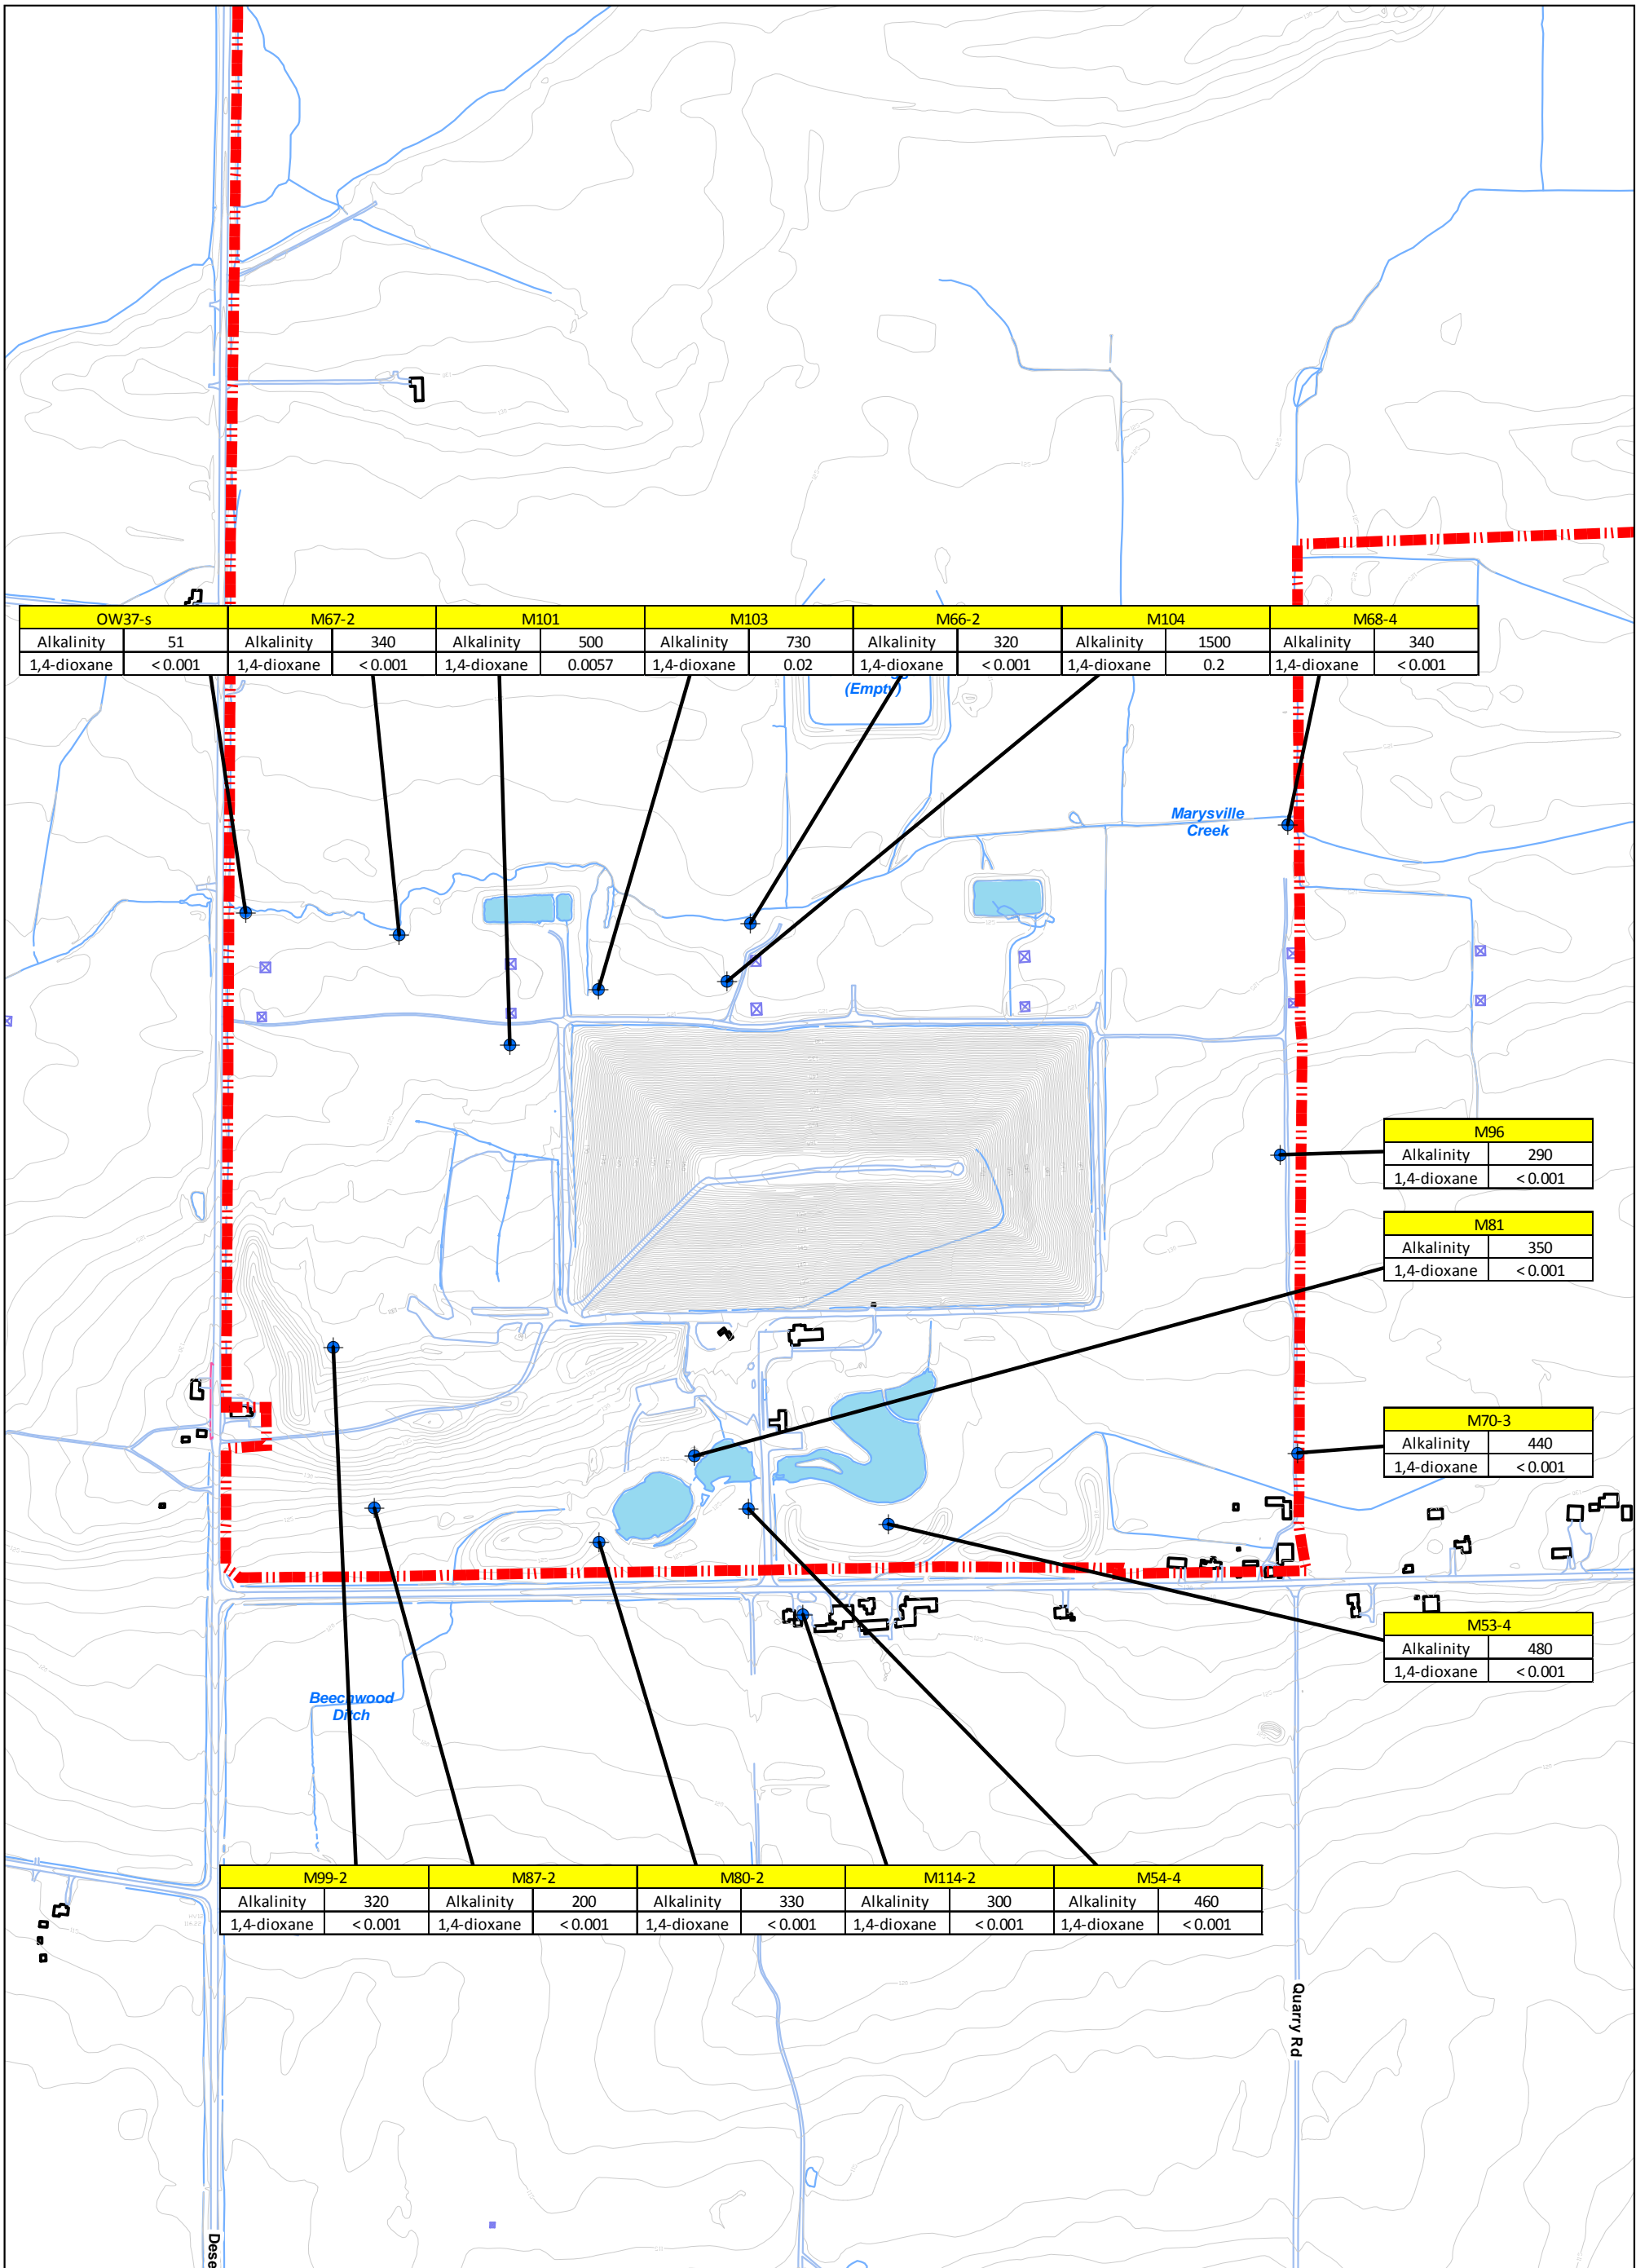 OW37-s M67-2 M101 M103 M66-2 M104 M68-4
Alkalinity 51 Alkalinity 340 Alkalinity 500 Alkalinity 730 Alkalinity 320 Alkalinity 1500 Alkalinity 340
1,4-dioxane < 0.001 1,4-dioxane < 0.001 1,4-dioxane 0.0057 1,4-dioxane 0.02 1,4-dioxane < 0.001 1,4-dioxane 0.2 1,4-dioxane < 0.001
(Empty)
Marysville
Creek
M96
Alkalinity 290
1,4-dioxane < 0.001
M81
Alkalinity 350
1,4-dioxane < 0.001
M70-3
Alkalinity 440
1,4-dioxane < 0.001
M53-4
Alkalinity 480
1,4-dioxane < 0.001
Beechwood
Ditch
M99-2 M87-2 M80-2 M114-2 M54-4
Alkalinity 320 Alkalinity 200 Alkalinity 330 Alkalinity 300 Alkalinity 460
1,4-dioxane < 0.001 1,4-dioxane < 0.001 1,4-dioxane < 0.001 1,4-dioxane < 0.001 1,4-dioxane < 0.001
Quarry Rd
Dese